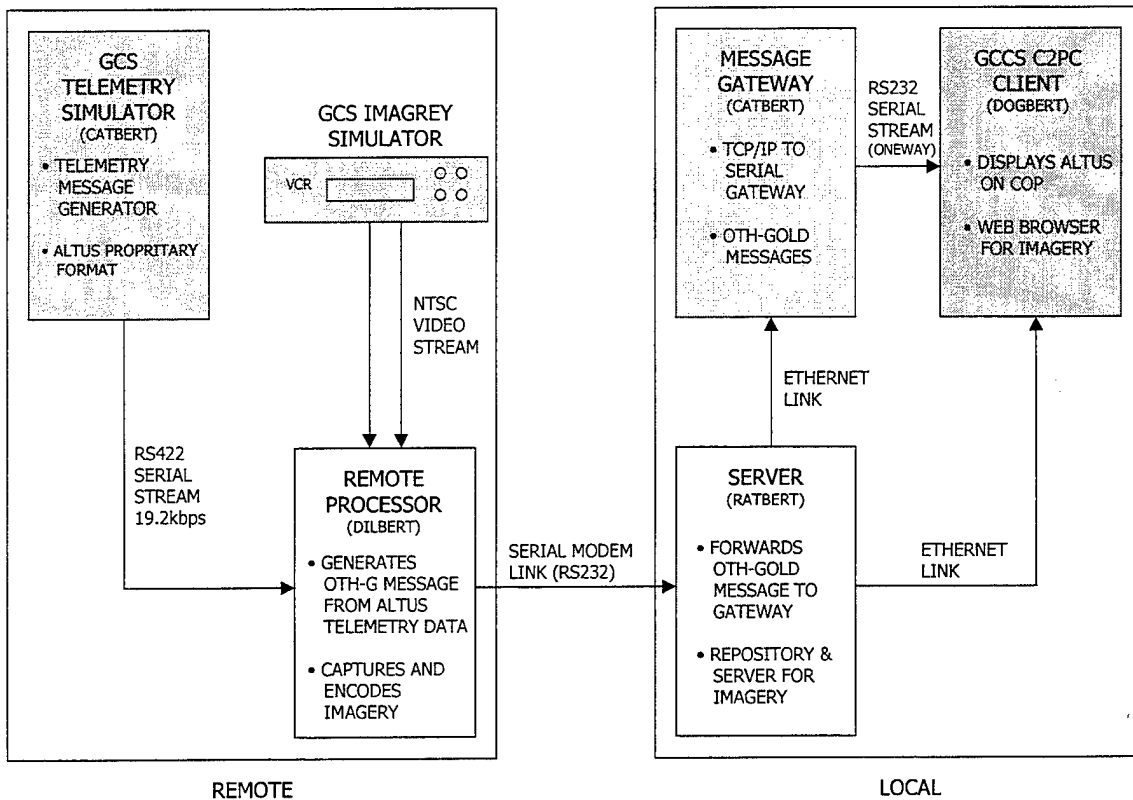 GCS
TELEMETRY
SIMULATOR
(CATBERT)
• TELEMETRY
MESSAGE
GENERATOR
• ALTUS PROPRITARY
FORMAT
GCS IMAGREY
SIMULATOR
VCR
NTSC
VIDEO
STREAM
RS422
SERIAL
STREAM
19.2kbps
REMOTE
PROCESSOR
(DILBERT)
• GENERATES
OTH-G MESSAGE
FROM ALTUS
TELEMETRY DATA
• CAPTURES AND
ENCODES
IMAGERY
SERIAL MODEM
LINK (RS232)
MESSAGE
GATEWAY
(CATBERT)
• TCP/IP TO
SERIAL
GATEWAY
• OTH-GOLD
MESSAGES
RS232
SERIAL
STREAM
(ONEWAY)
GCCS C2PC
CLIENT
(DOGBERT)
• DISPLAYS ALTUS
ON COP
• WEB BROWSER
FOR IMAGERY
ETHERNET
LINK
SERVER
(RATBERT)
• FORWARDS
OTH-GOLD
MESSAGE TO
GATEWAY
• REPOSITORY &
SERVER FOR
IMAGERY
ETHERNET
LINK
REMOTE
LOCAL